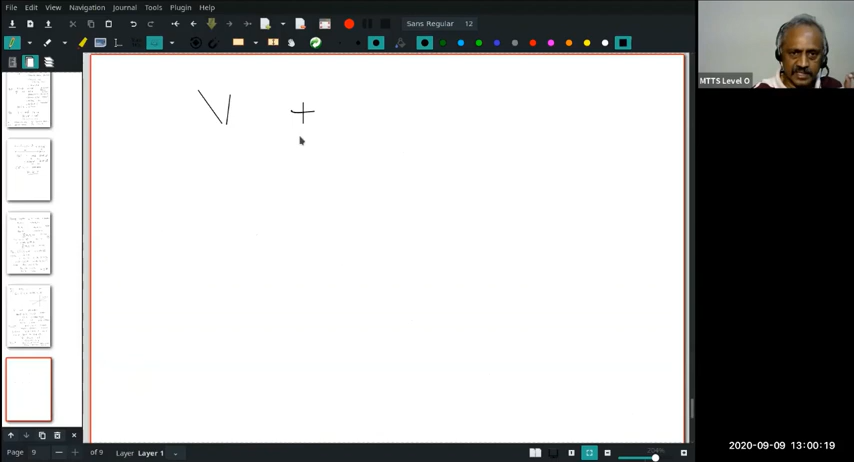 File Edit View Navigation Journal Tools Plugin Help
Sans Regular 12
V +
MTTS Level O
Page 9 of 9 Layer Layer 1
2020-09-09 13:00:19